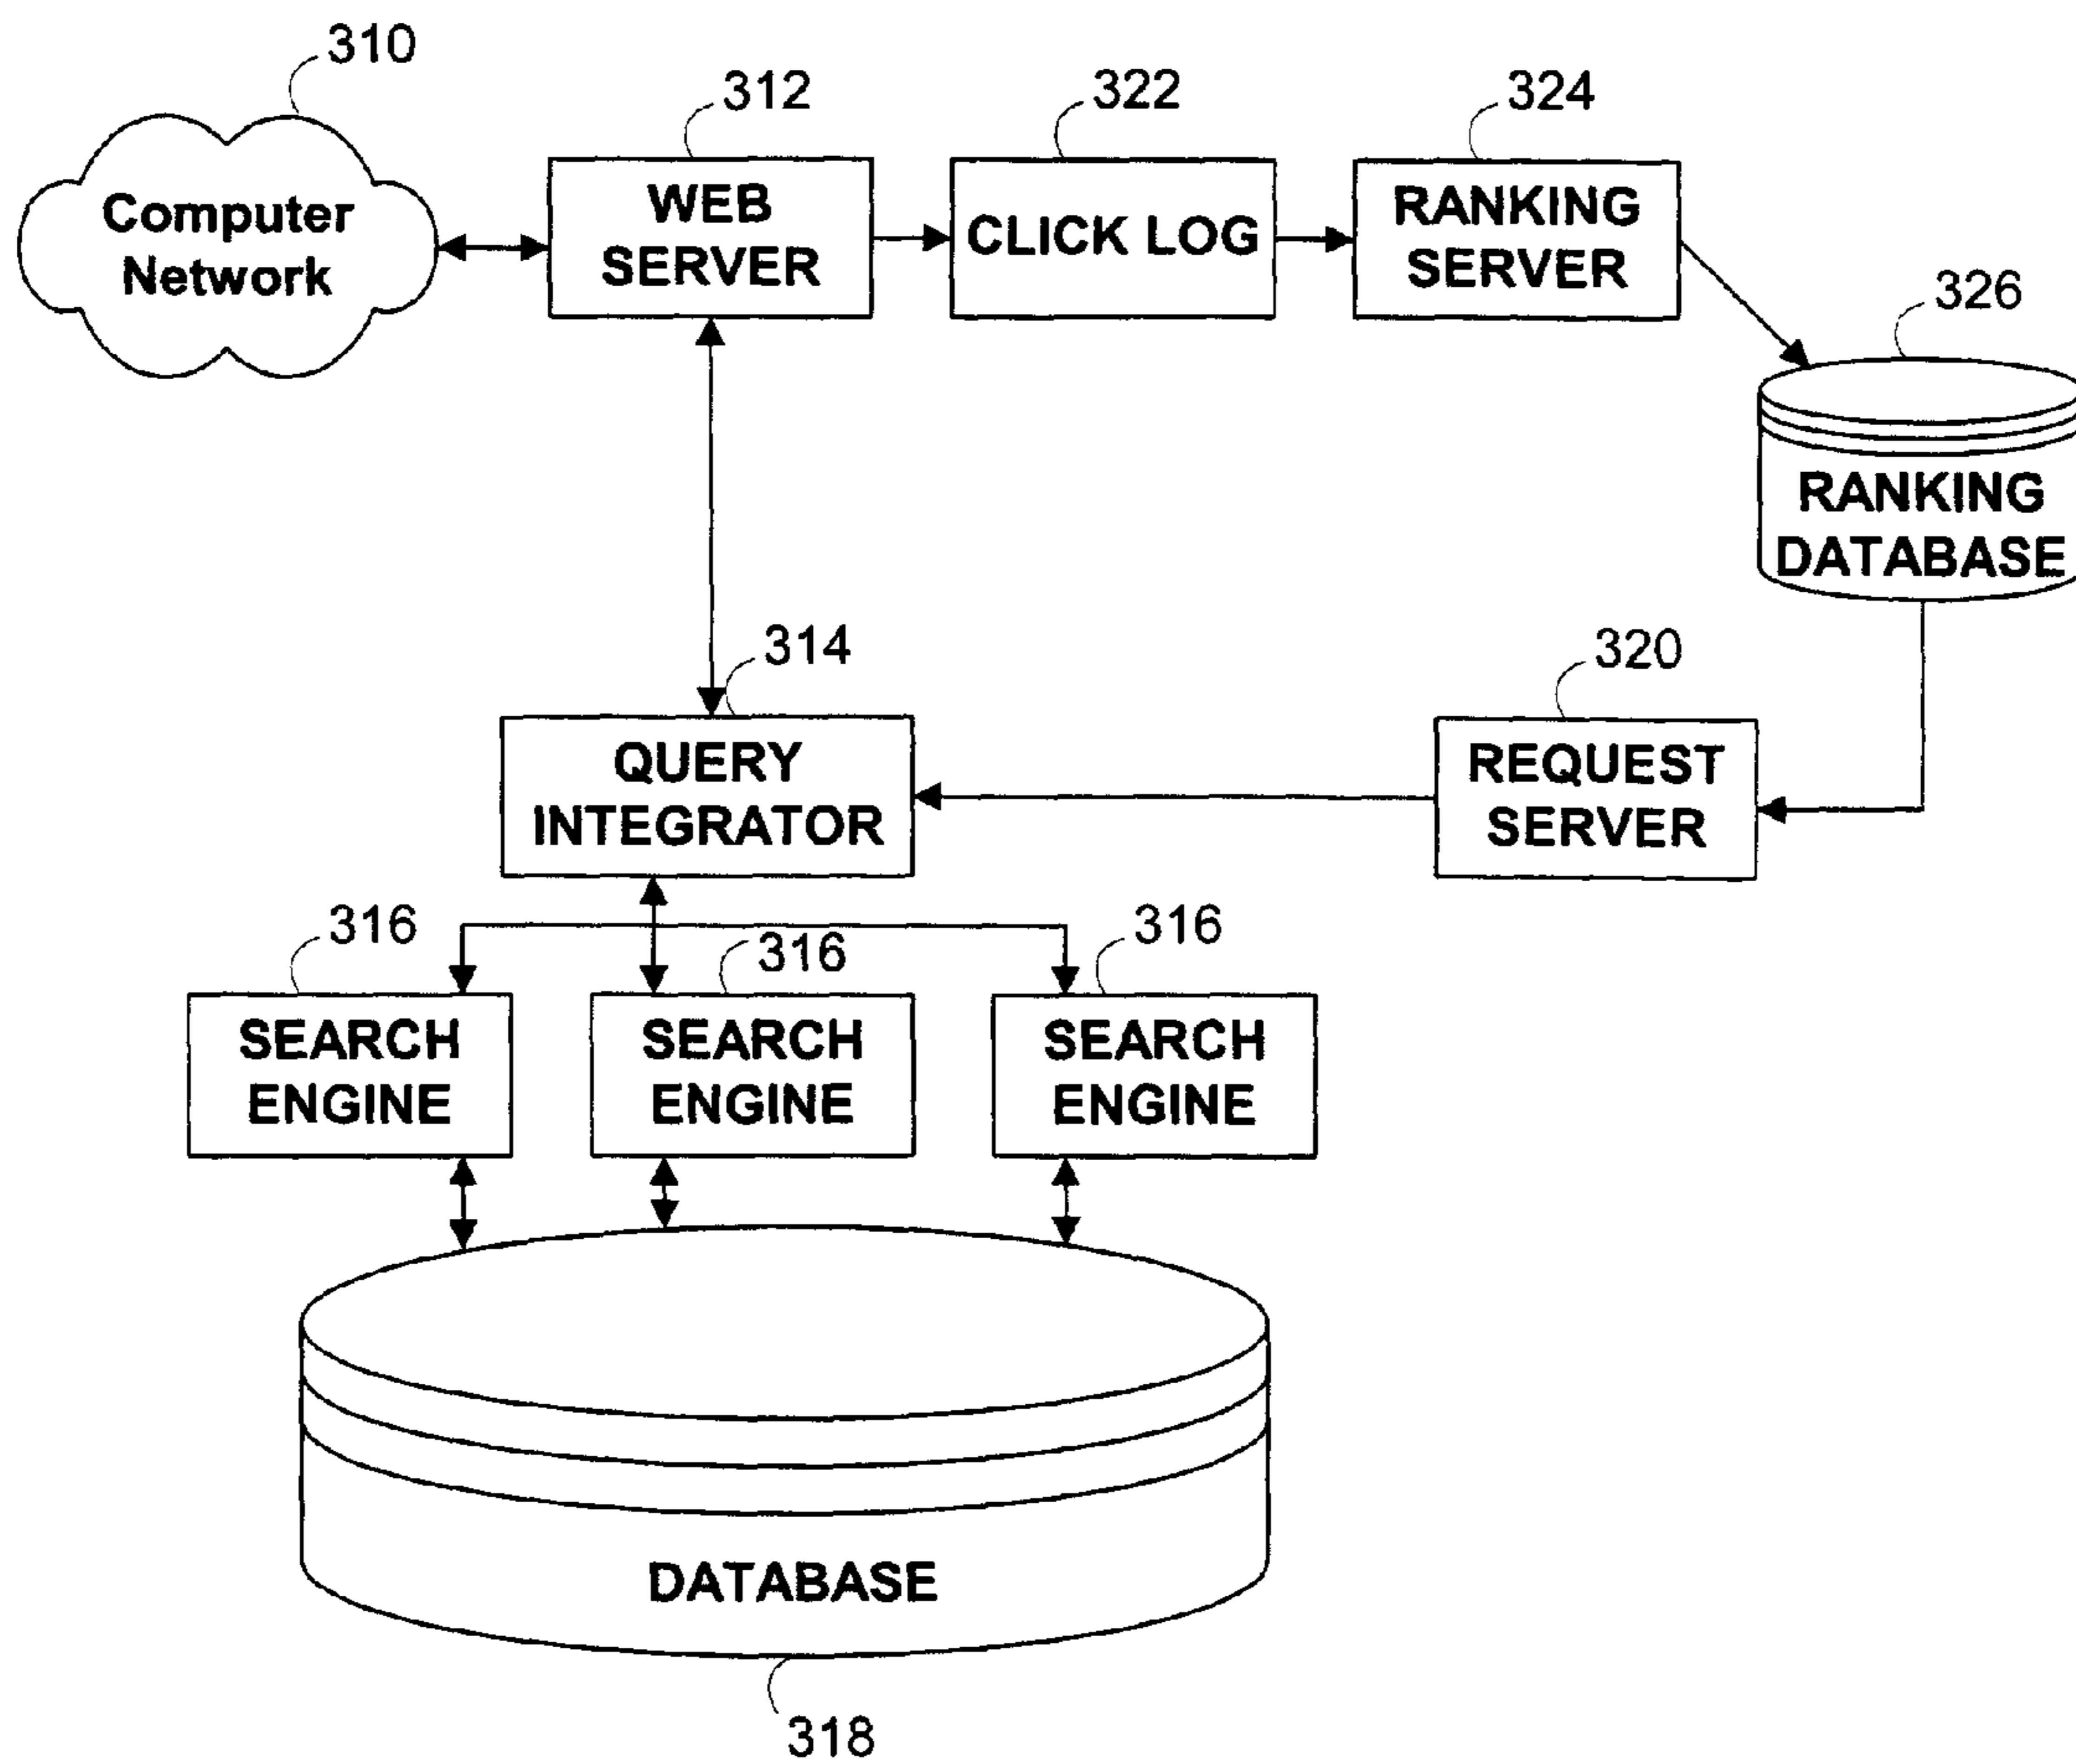 310
312
322
324
Computer
Network
WEB
SERVER
CLICK LOG
RANKING
SERVER
326
RANKING
DATABASE
314
320
QUERY
INTEGRATOR
REQUEST
SERVER
316
316
316
SEARCH
ENGINE
SEARCH
ENGINE
SEARCH
ENGINE
DATABASE
318